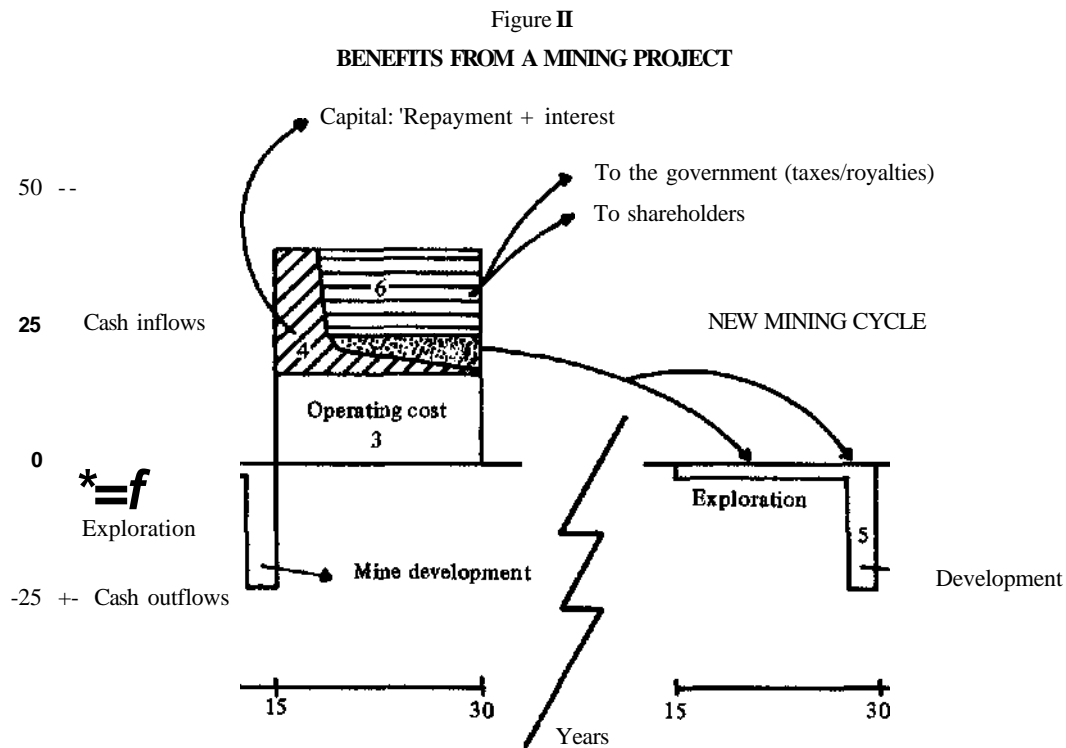 Figure II
BENEFITS FROM A MINING PROJECT
Capital: 'Repayment + interest
50 --
To the government (taxes/royalties)
To shareholders
6
25 Cash inflows
NEW MINING CYCLE
4
Operating cost
3
0
*=f
Exploration
Exploration
5
Mine development
Development
-25 +- Cash outflows
15 30 15 30
Years